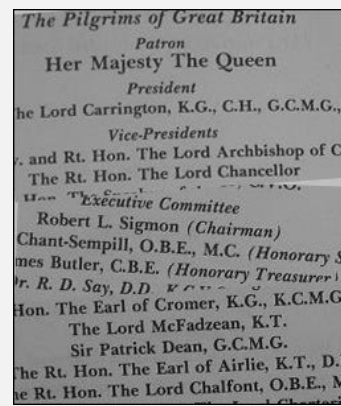 The Pilgrims of Great Britain
Patron
Her Majesty The Queen
President
he Lord Carrington, K.G., C.H., G.C.M.G.,
Vice-Presidents
. and Rt. Hon. The Lord Archbishop of C
The Rt. Hon. The Lord Chancellor
Hon. The
Executive Committee
Robert L. Sigmon (Chairman)
Chant-Sempill, O.B.E., M.C. (Honorary S
mes Butler, C.B.E. (Honorary Treasurer)
r. R. D. Say, D.D.
Hon. The Earl of Cromer, K.G., K.C.M.G
The Lord McFadzean, K.T.
Sir Patrick Dean, G.C.M.G.
The Rt. Hon. The Earl of Airlie, K.T., D.
he Rt. Hon. The Lord Chalfont, O.B.E., M